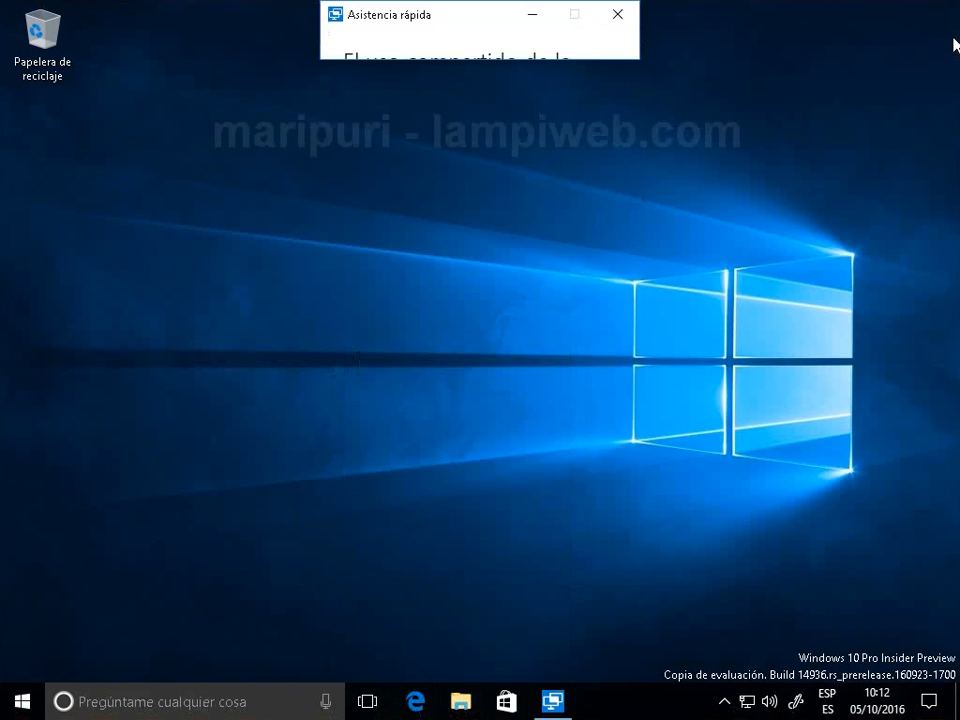 Asistencia rápida
Papelera de
reciclaje
maripuri - lampiweb.com
Windows 10 Pro Insider Preview
Copia de evaluación. Build 14936.rs_prerelease.160923-1700
Pregúntame cualquier cosa
ESP
ES
10:12
05/10/2016